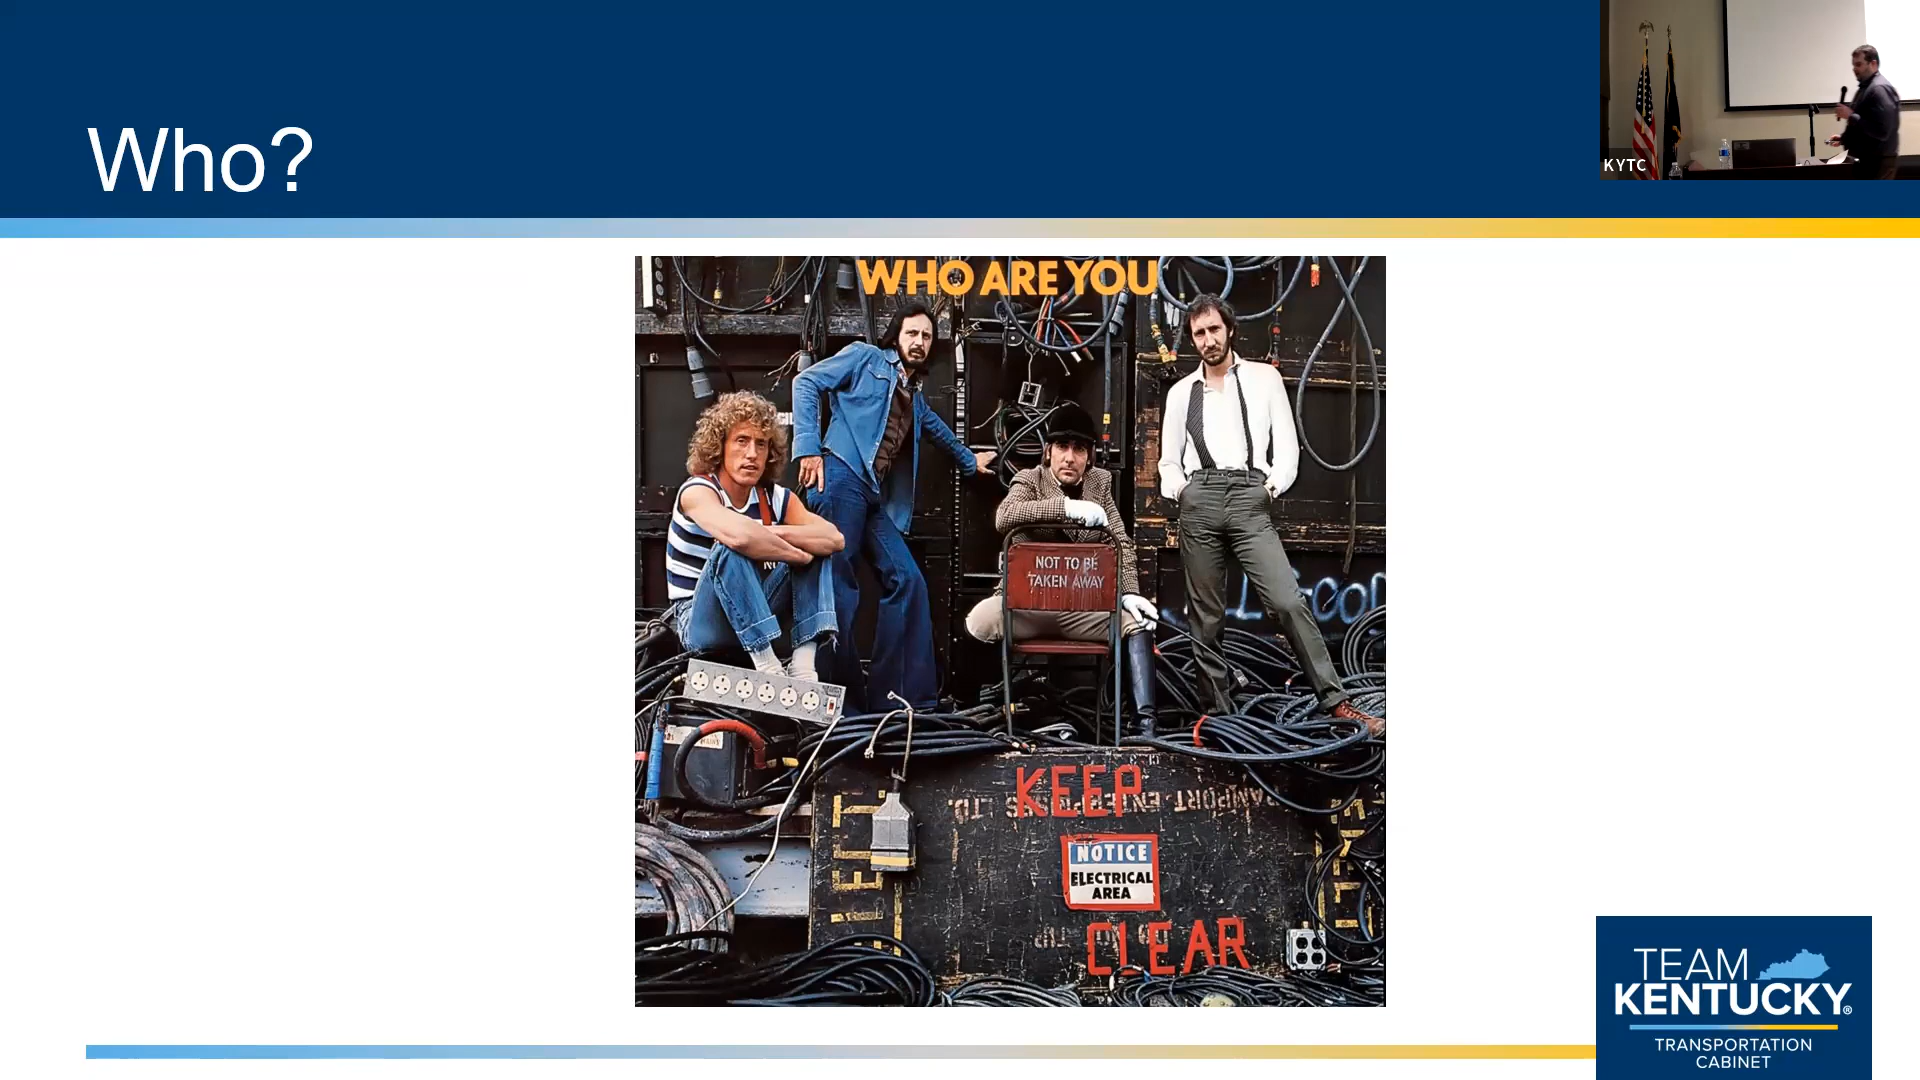 Who?
KYTC
WHO ARE YOU
NOT TO BE
TAKEN AWAY
KEEP
NOTICE
ELECTRICAL
AREA
CLEAR
TEAM
KENTUCKY®
TRANSPORTATION
CABINET